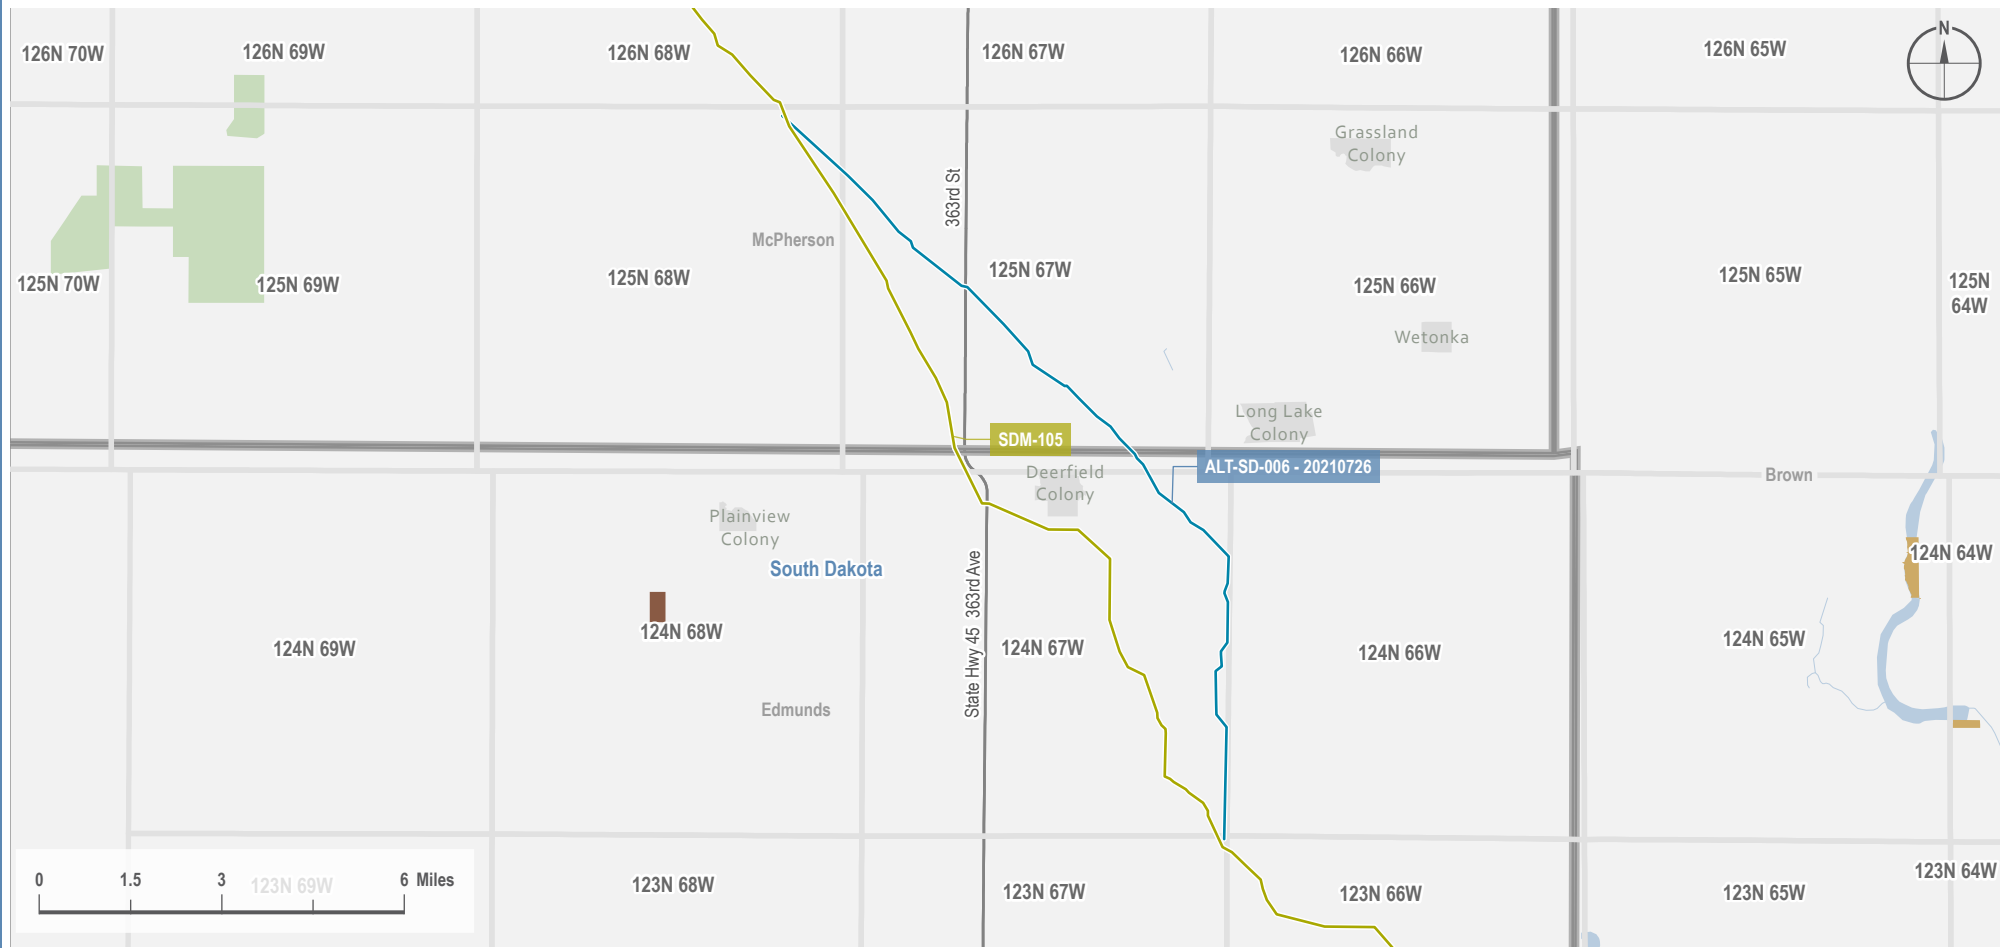 126N 70W
126N 69W
126N 68W
126N 67W
126N 66W
126N 65W
N
Grassland
Colony
363rd St
McPherson
125N 70W
125N 69W
125N 68W
125N 67W
125N 66W
125N 65W
125N
64W
Wetonka
Long Lake
Colony
SDM-105
ALT-SD-006 - 20210726
Deerfield
Colony
Brown
Plainview
Colony
South Dakota
124N 64W
State Hwy 45 363rd Ave
124N 69W
124N 68W
124N 67W
124N 66W
124N 65W
Edmunds
0 1.5 3 6 Miles
123N 69W
123N 68W
123N 67W
123N 66W
123N 65W
123N 64W